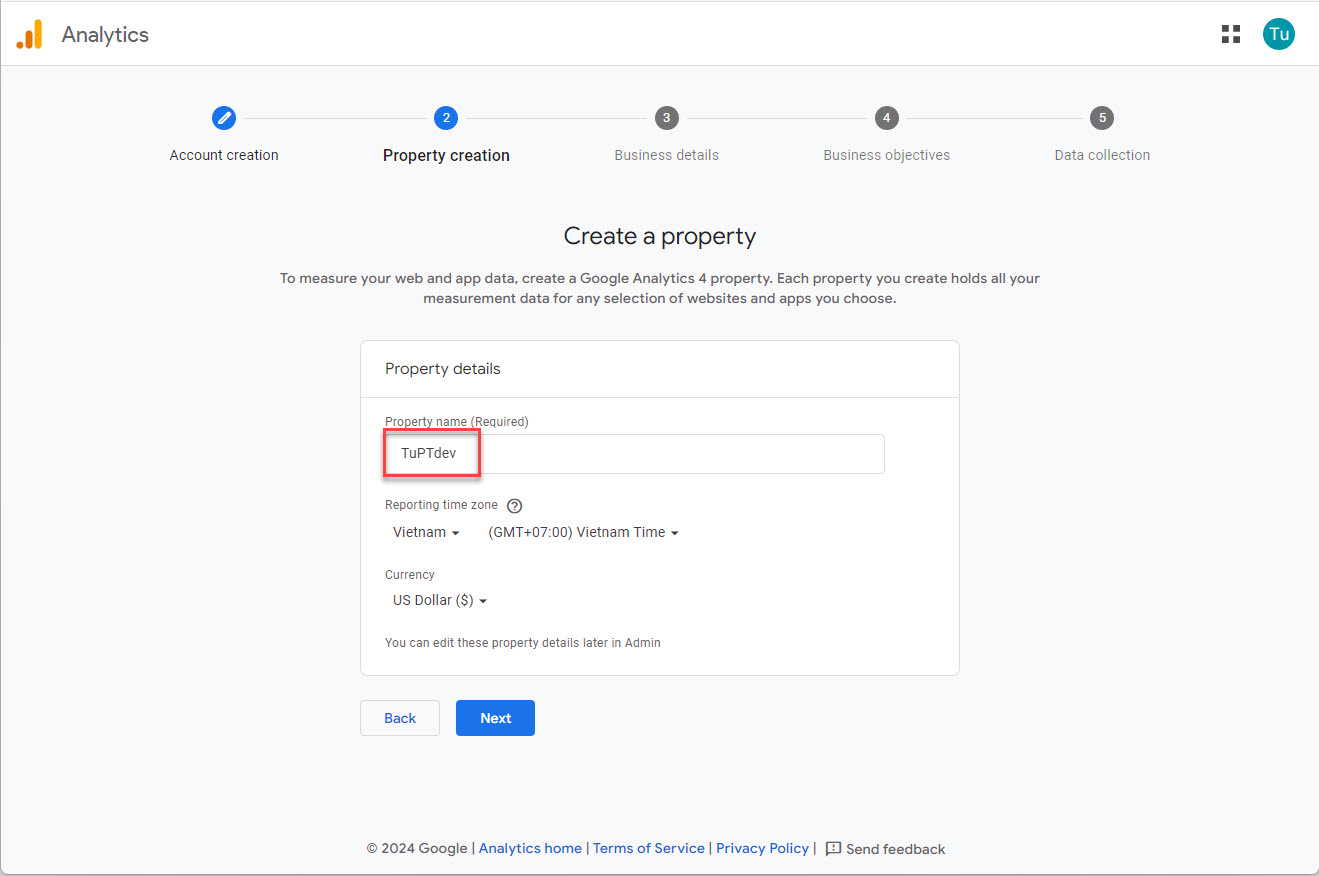 Analytics
Tu
2
3
4
5
Account creation
Property creation
Business details
Business objectives
Data collection
Create a property
To measure your web and app data, create a Google Analytics 4 property. Each property you create holds all your
measurement data for any selection of websites and apps you choose.
Property details
Property name (Required)
TuPTdev
Reporting time zone ?
Vietnam (GMT+07:00) Vietnam Time
Currency
US Dollar ($)
You can edit these property details later in Admin
Back Next
© 2024 Google | Analytics home | Terms of Service | Privacy Policy | Send feedback